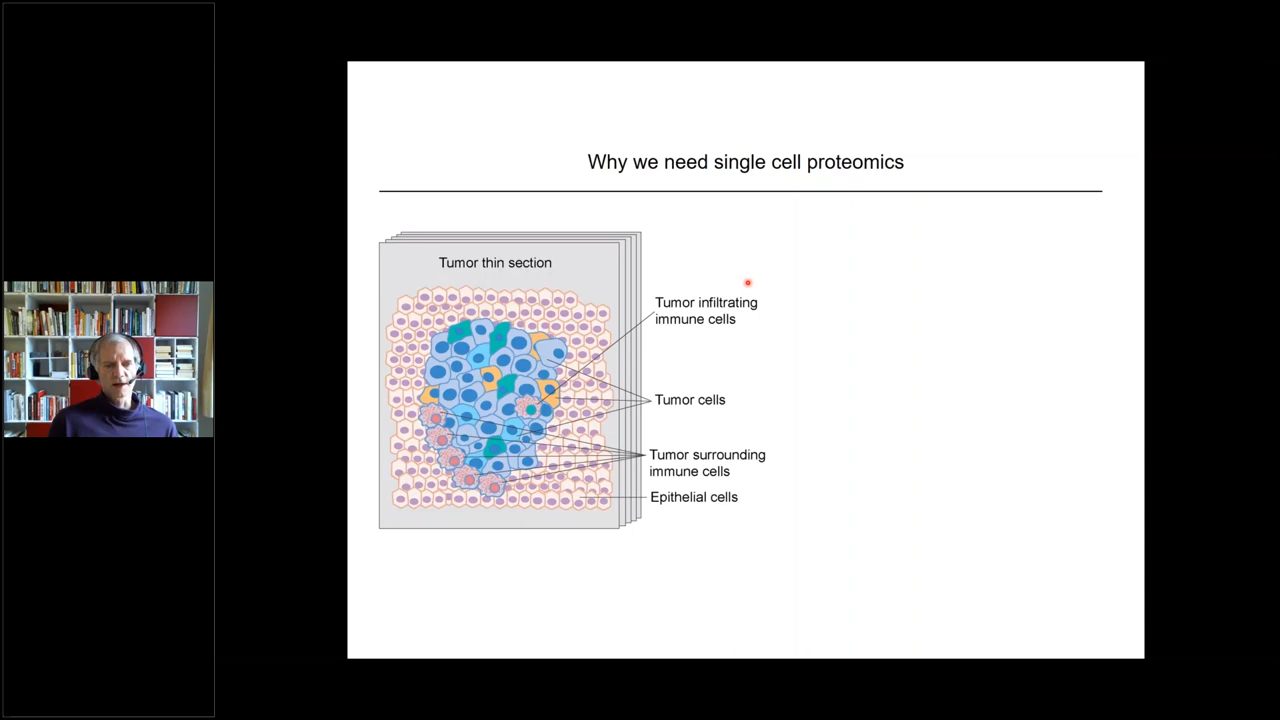 Why we need single cell proteomics
Tumor thin section
Tumor infiltrating
immune cells
Tumor cells
Tumor surrounding
immune cells
Epithelial cells